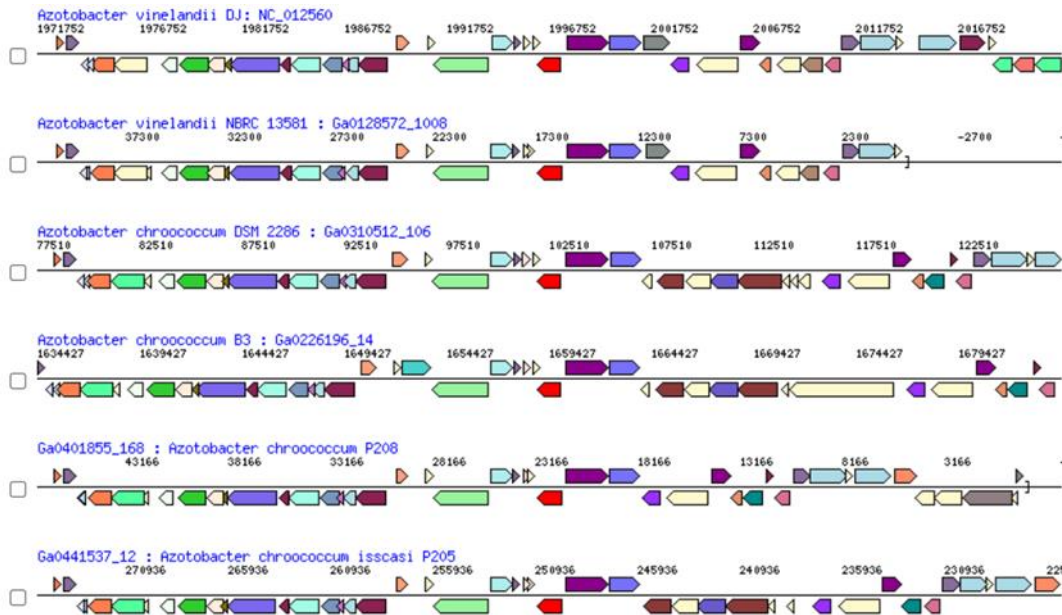 Azotobacter vinelandii DJ: NC_012560
1971752 1976752 1981752 1986752 1991752 1996752 2001752 2006752 2011752 2016752
Azotobacter vinelandii NBRC 13581 : Ga0128572_1008
37300 32300 27300 22300 17300 12300 7300 2300 -2700
Azotobacter chroococcum DSM 2286 : Ga0310512_106
77510 82510 87510 92510 97510 102510 107510 112510 117510 122510
Azotobacter chroococcum B3 : Ga0226196_14
1634427 1639427 1644427 1649427 1654427 1659427 1664427 1669427 1674427 1679427
Ga0401855_168 : Azotobacter chroococcum P208
43166 38166 33166 28166 23166 18166 13166 8166 3166
Ga0441537_12 : Azotobacter chroococcum isscasi P205
270936 265936 260936 255936 250936 245936 240936 235936 230936 22